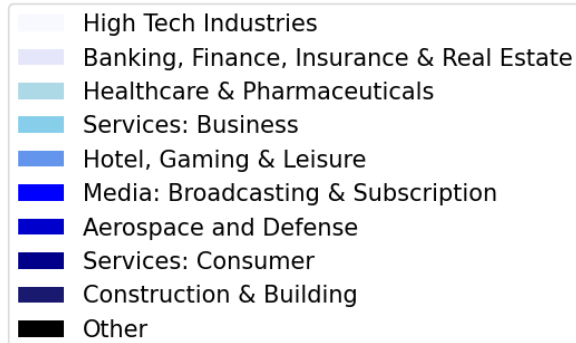 High Tech Industries
Banking, Finance, Insurance & Real Estate
Healthcare & Pharmaceuticals
Services: Business
Hotel, Gaming & Leisure
Media: Broadcasting & Subscription
Aerospace and Defense
Services: Consumer
Construction & Building
Other